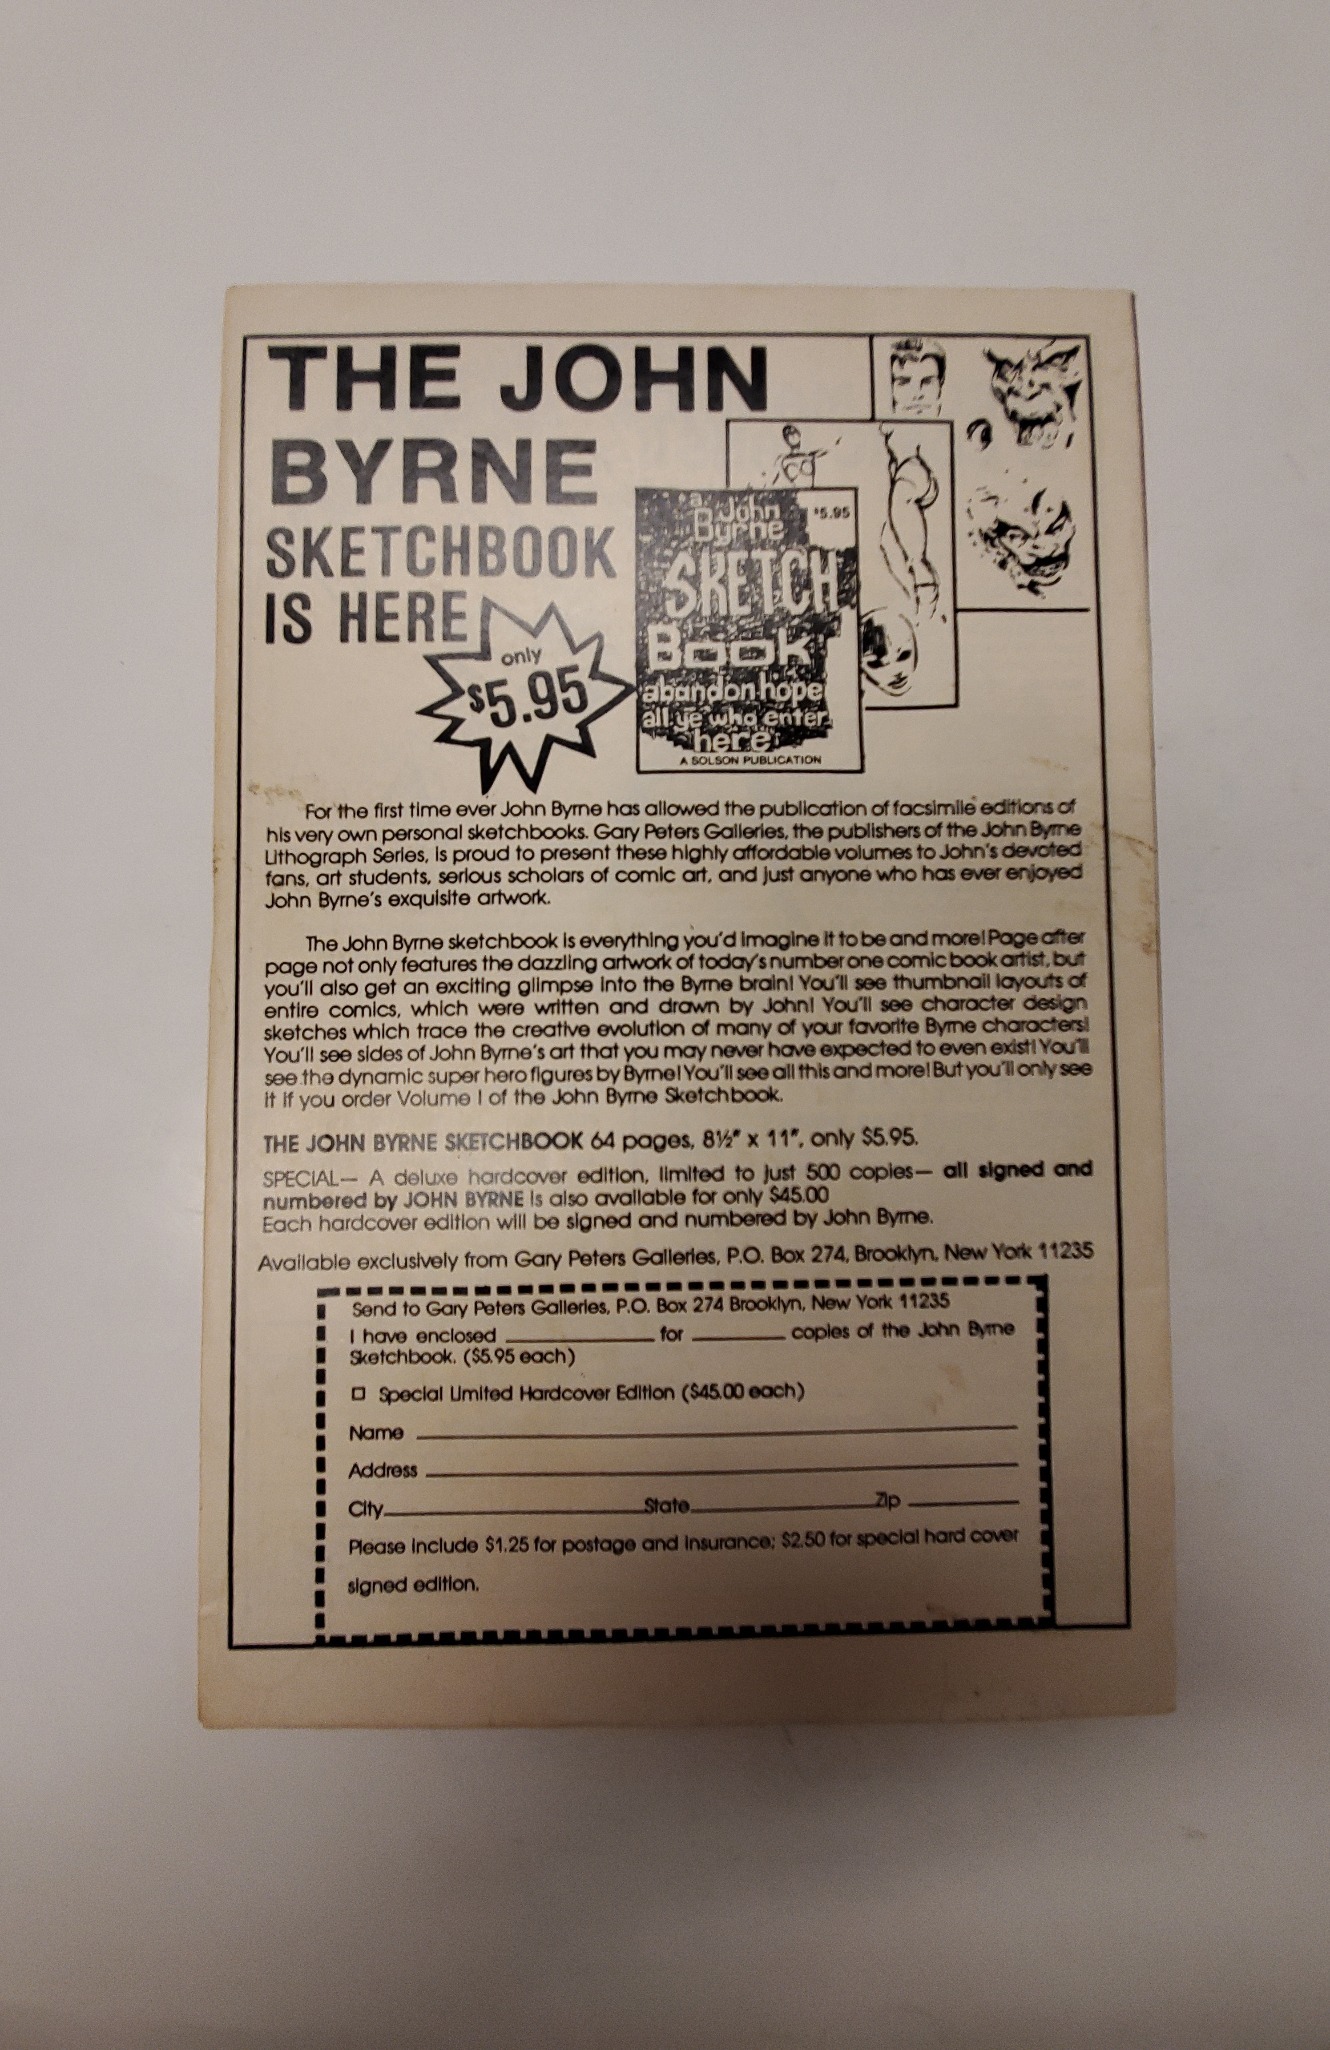 THE JOHN
BYRNE
SKETCHBOOK
IS HERE
only
$5.95
a
John
Byrne
$5.95
SKETCH
BOOK
abandon hope
all ye who enter
here
A SOLSON PUBLICATION
For the first time ever John Byrne has allowed the publication of facsimile editions of
his very own personal sketchbooks. Gary Peters Galleries, the publishers of the John Byrne
Lithograph Series, is proud to present these highly affordable volumes to John's devoted
fans, art students, serious scholars of comic art, and just anyone who has ever enjoyed
John Byrne's exquisite artwork.
The John Byrne sketchbook is everything you'd imagine it to be and more! Page after
page not only features the dazzling artwork of today's number one comic book artist, but
you'll also get an exciting glimpse into the Byrne brain! You'll see thumbnail layouts of
entire comics, which were written and drawn by John! You'll see character design
sketches which trace the creative evolution of many of your favorite Byrne characters!
You'll see sides of John Byrne's art that you may never have expected to even exist! You'll
see the dynamic super hero figures by Byrne! You'll see all this and more! But you'll only see
it if you order Volume I of the John Byrne Sketchbook.
THE JOHN BYRNE SKETCHBOOK 64 pages, 8½" x 11", only $5.95.
SPECIAL— A deluxe hardcover edition, limited to just 500 copies— all signed and
numbered by JOHN BYRNE is also available for only $45.00
Each hardcover edition will be signed and numbered by John Byrne.
Available exclusively from Gary Peters Galleries, P.O. Box 274, Brooklyn, New York 11235
Send to Gary Peters Galleries, P.O. Box 274 Brooklyn, New York 11235
I have enclosed ____________ for ________ copies of the John Byrne
Sketchbook. ($5.95 each)
□ Special Limited Hardcover Edition ($45.00 each)
Name
Address
City State Zip
Please include $1.25 for postage and insurance; $2.50 for special hard cover
signed edition.